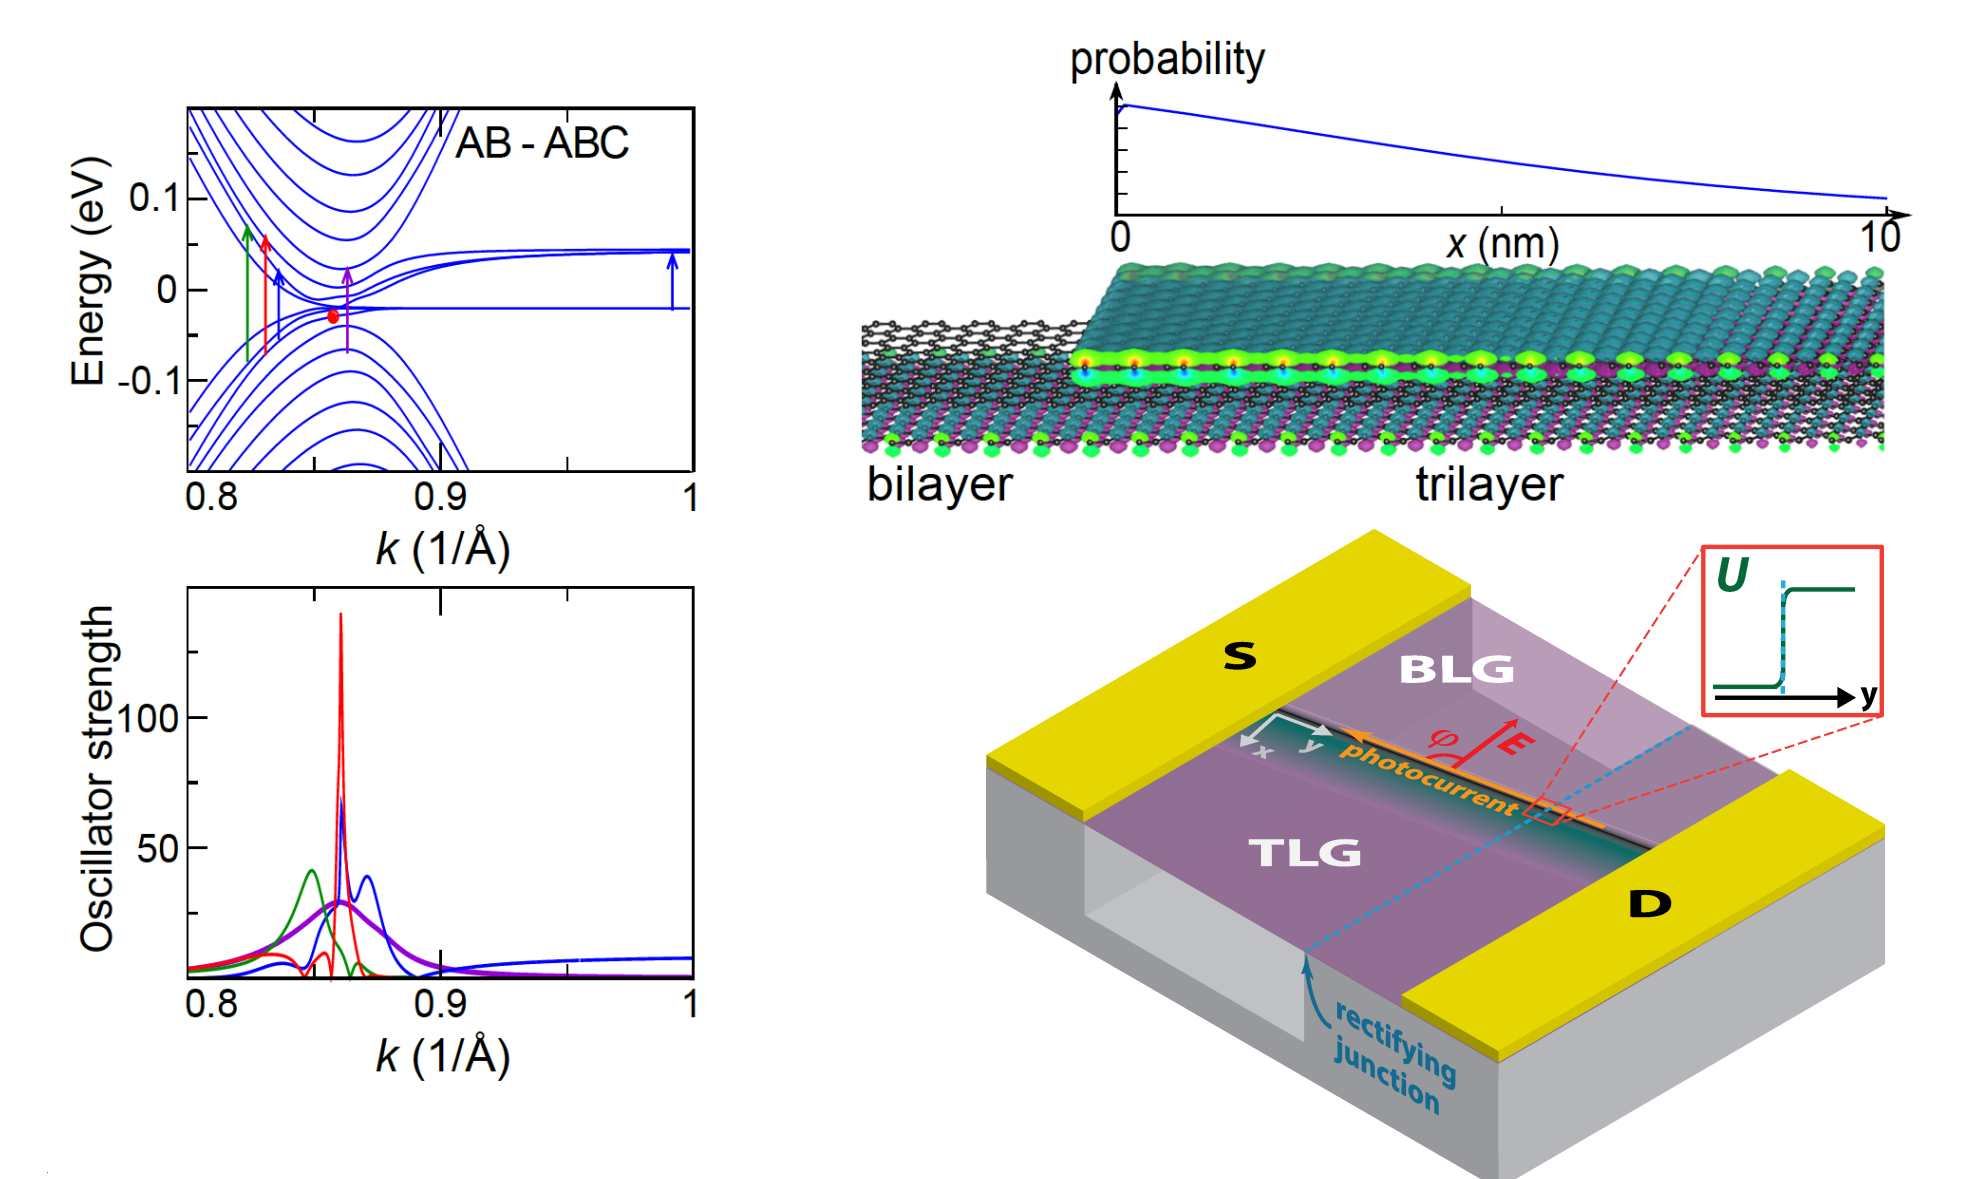 AB - ABC
Energy (eV)
0.1
0
-0.1
0.8
0.9
1
k (1/Å)
Oscillator strength
100
50
0.8
0.9
1
k (1/Å)
probability
0
x (nm)
10
bilayer
trilayer
S
BLG
U
y
x
y
φ
E
photocurrent
TLG
D
rectifying
junction